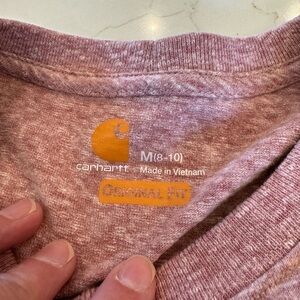 M(8-10)
carhartt Made in Vietnam
ORIGINAL FIT